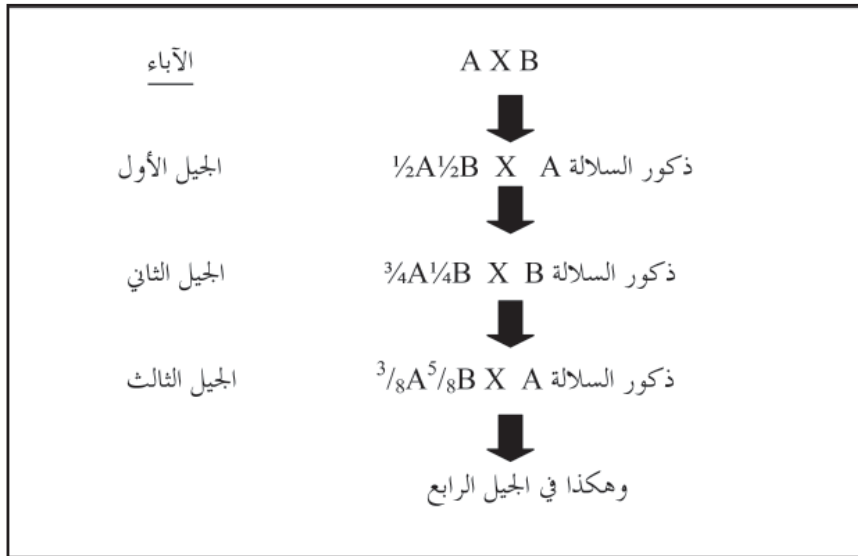 الآباء A X B
الجيل الأول ½A½B X A ذكور السلالة
الجيل الثاني ¾A¼B X B ذكور السلالة
الجيل الثالث ³/₈A⁵/₈B X A ذكور السلالة
وهكذا في الجيل الرابع